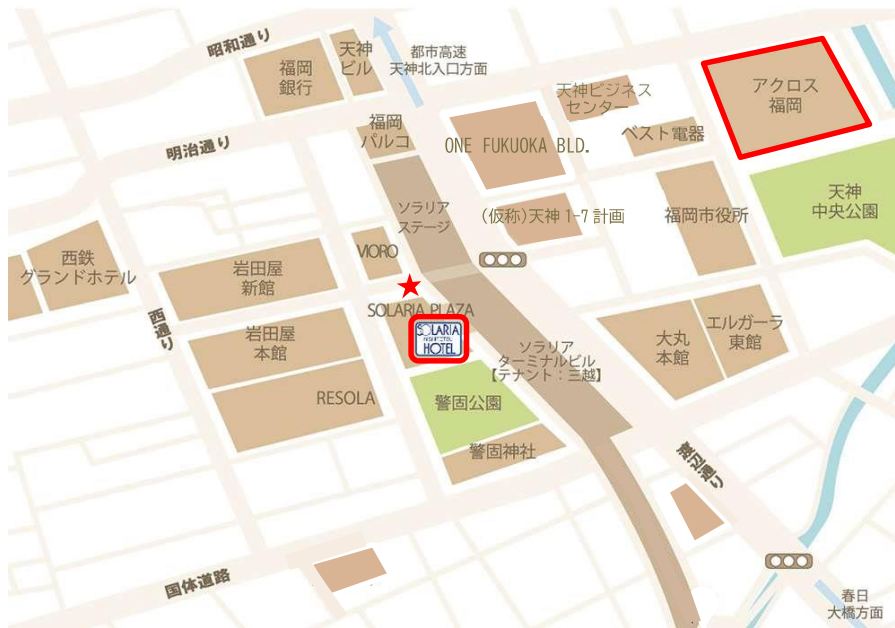 昭和通り
天神
ビル
都市高速
天神北入口方面
福岡
銀行
アクロス
福岡
天神ビジネス
センター
福岡
パルコ
明治通り
ONE FUKUOKA BLD.
ベスト電器
天神
中央公園
ソラリア
ステージ
(仮称)天神1-7計画
福岡市役所
VIORO
西鉄
グランドホテル
岩田屋
新館
SOLARIA PLAZA
SOLARIA
NISHITETSU
HOTEL
西通り
岩田屋
本館
ソラリア
ターミナルビル
【テナント:三越】
大丸
本館
エルガーラ
東館
RESOLA
警固公園
警固神社
渡辺通り
国体道路
春日
大橋方面